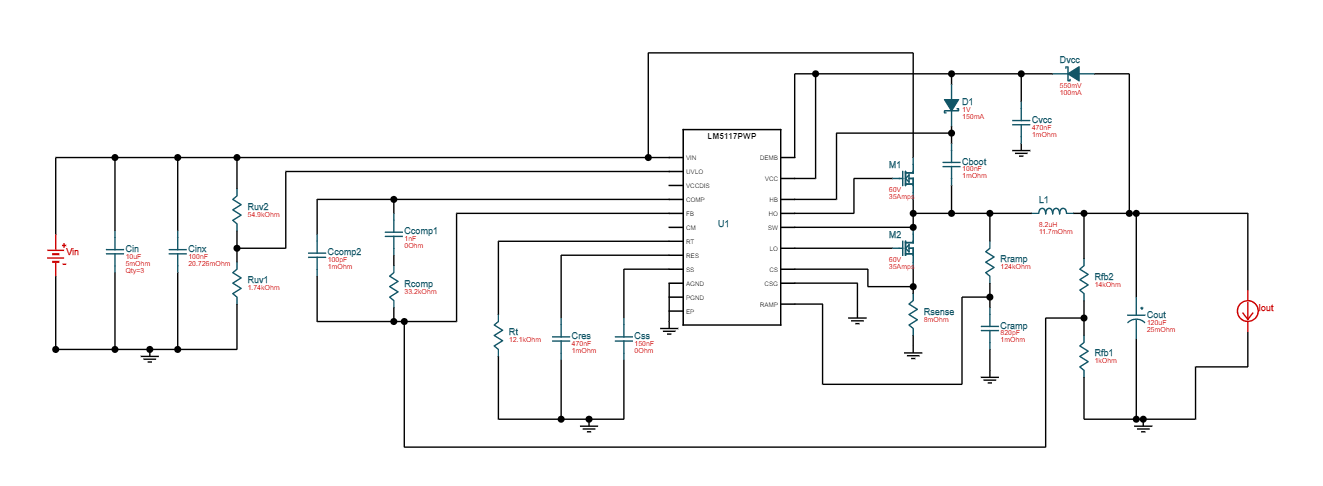 Vin
Cin
10uF
5mOhm
Qty=3
Cinx
100nF
20.726mOhm
Ruv2
54.9kOhm
Ruv1
1.74kOhm
Ccomp2
100pF
1mOhm
Ccomp1
1nF
0Ohm
Rcomp
33.2kOhm
Rt
12.1kOhm
Cres
470nF
1mOhm
Css
150nF
0Ohm
LM5117PWP
U1
VIN
UVLO
VCCDIS
COMP
FB
CM
RT
RES
SS
AGND
PGND
EP
DEMB
VCC
HB
HO
SW
LO
CS
CSG
RAMP
M1
60V
35Amps
M2
60V
35Amps
D1
1V
150mA
Cboot
100nF
1mOhm
Cvcc
470nF
1mOhm
Dvcc
550mV
100mA
Rsense
8mOhm
Rramp
124kOhm
Cramp
820pF
1mOhm
L1
8.2uH
11.7mOhm
Rfb2
14kOhm
Rfb1
1kOhm
Cout
120uF
25mOhm
Iout